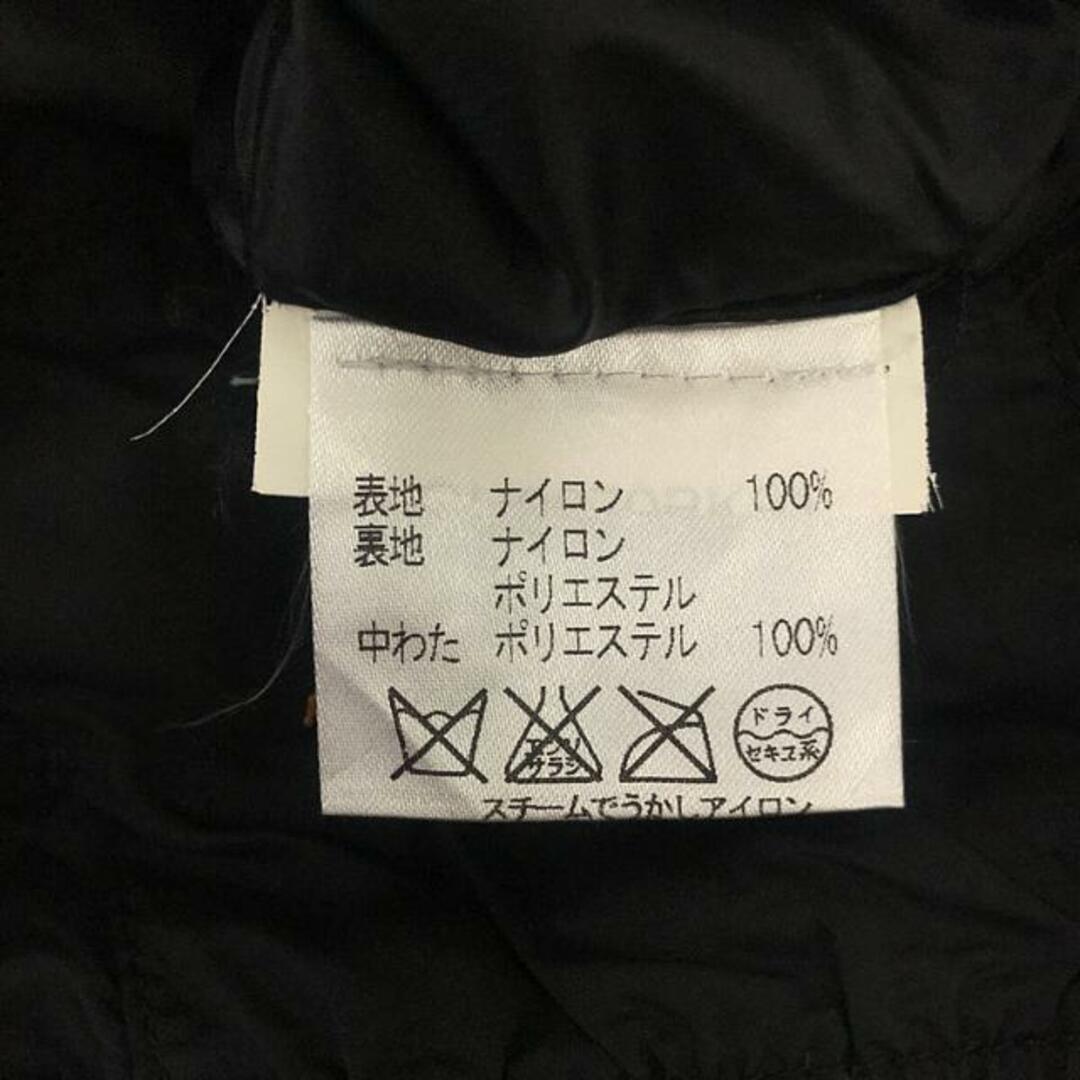 表地 ナイロン 100%
裏地 ナイロン
ポリエステル
中わた ポリエステル 100%
エンソ
サラシ
ドライ
セキユ系
スチームでうかしアイロン